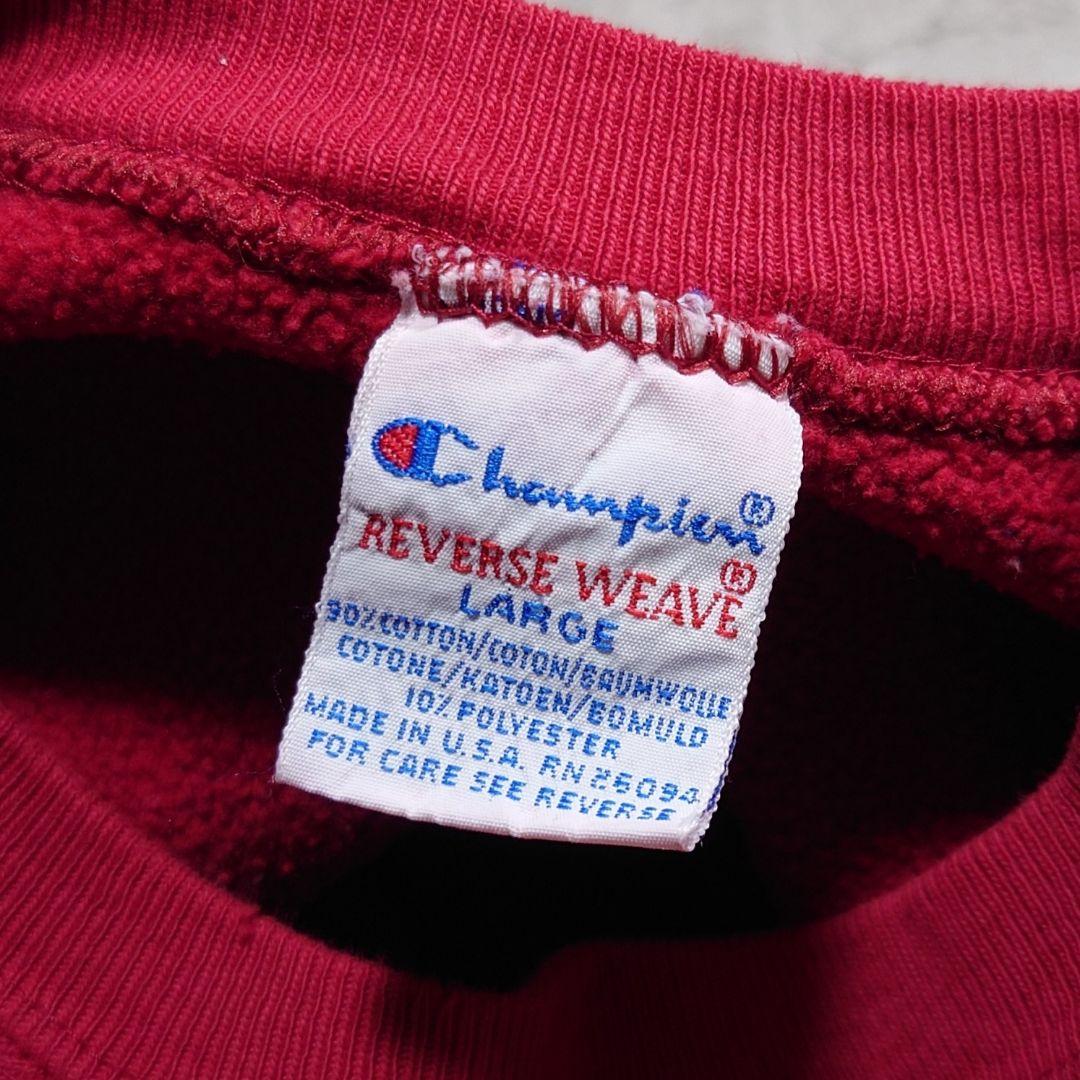 Champion®
REVERSE WEAVE®
LARGE
90% COTTON/COTON/BAUMWOLLE
COTONE/KATOEN/BOMULD
10% POLYESTER
MADE IN U.S.A. RN 26094
FOR CARE SEE REVERSE